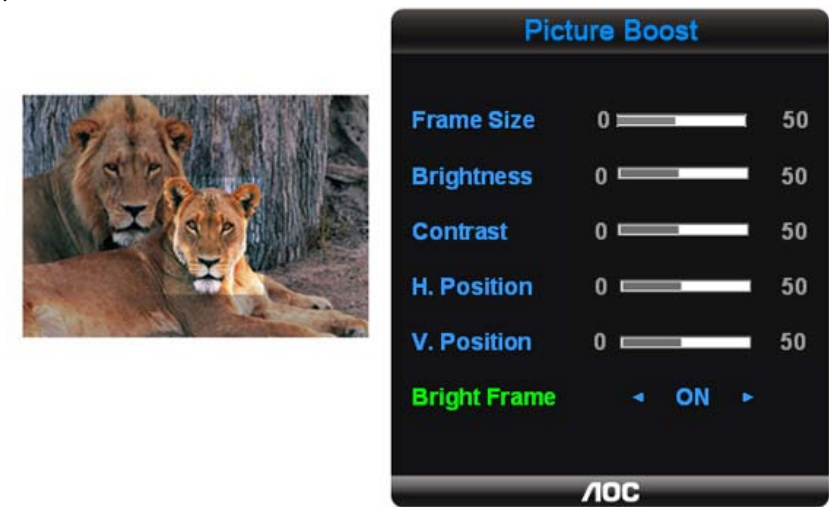 Picture Boost
Frame Size 0 50
Brightness 0 50
Contrast 0 50
H. Position 0 50
V. Position 0 50
Bright Frame ◄ ON ►
AOC